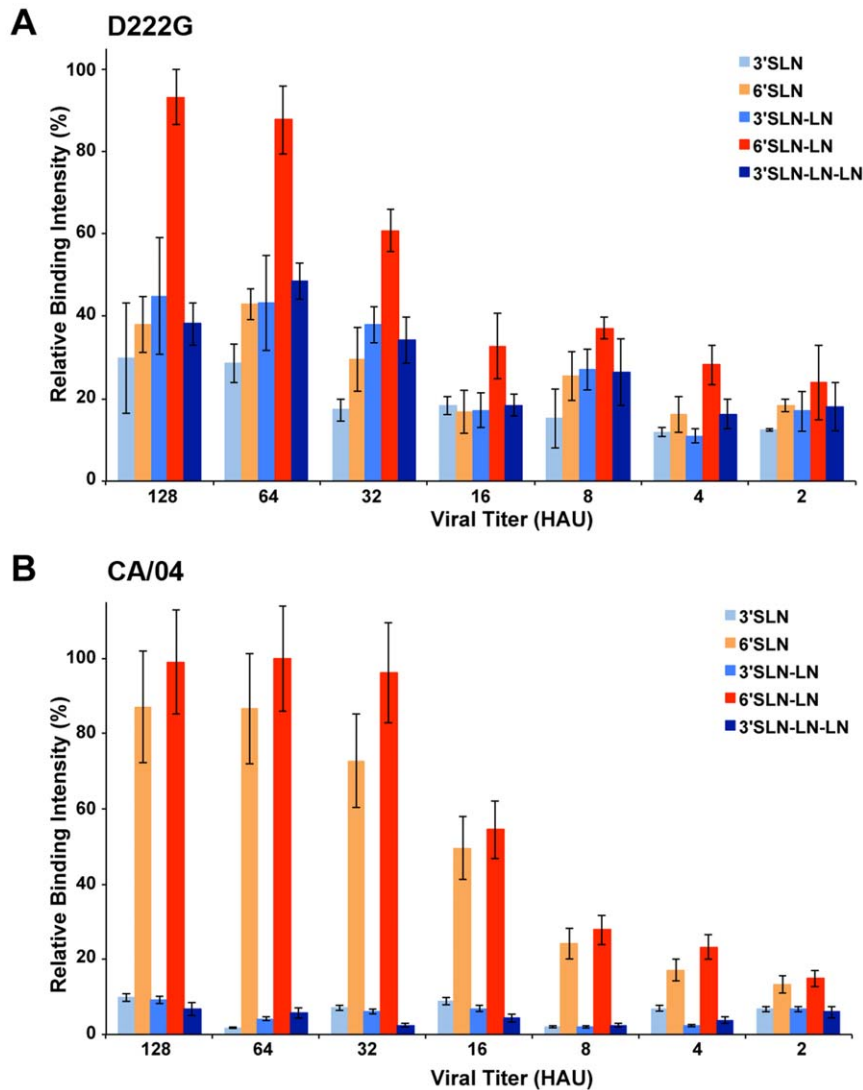 A
D222G
Relative Binding Intensity (%)
100
80
60
40
20
0
3'SLN
6'SLN
3'SLN-LN
6'SLN-LN
3'SLN-LN-LN
128 64 32 16 8 4 2
Viral Titer (HAU)
B
CA/04
Relative Binding Intensity (%)
100
80
60
40
20
0
3'SLN
6'SLN
3'SLN-LN
6'SLN-LN
3'SLN-LN-LN
128 64 32 16 8 4 2
Viral Titer (HAU)